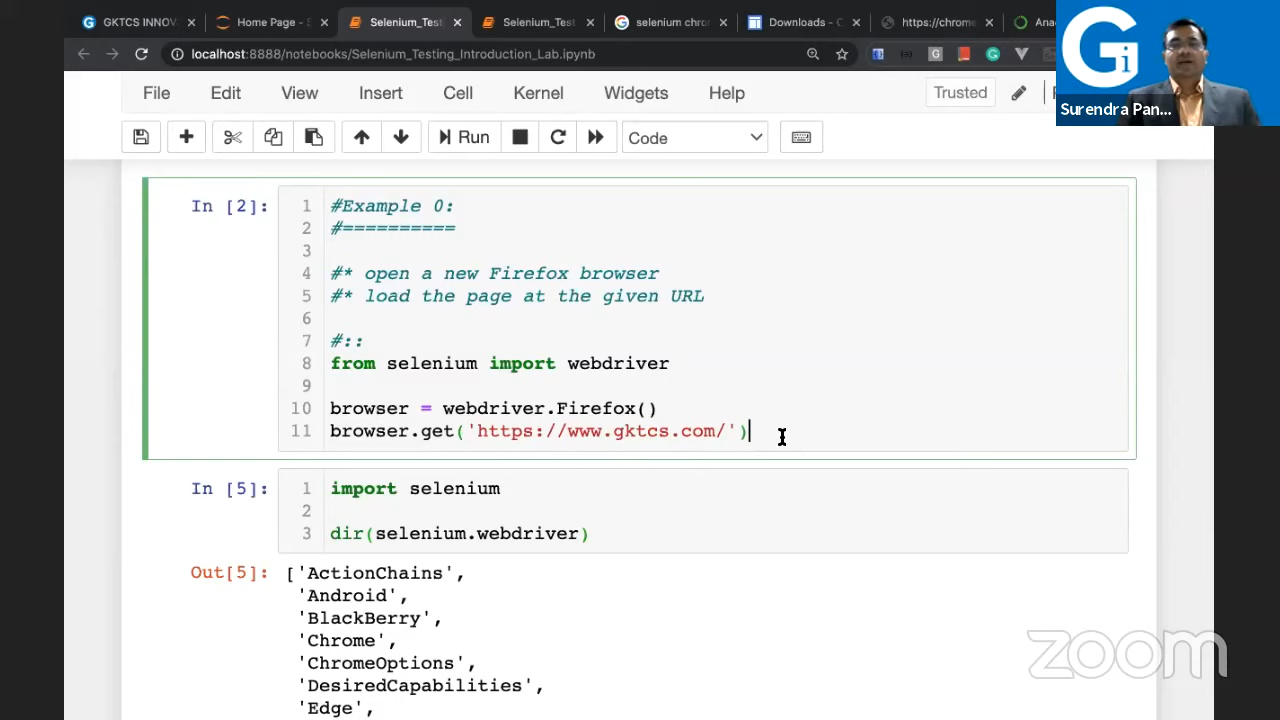 GKTCS INNOV
Home Page - S
Selenium_Test
Selenium_Test
selenium chro
Downloads - C
https://chrome
Ana
localhost:8888/notebooks/Selenium_Testing_Introduction_Lab.ipynb
Gi
Surendra Pan...
File Edit View Insert Cell Kernel Widgets Help
Trusted
Run
Code
In [2]:
1 #Example 0:
2 #==========
3
4 #* open a new Firefox browser
5 #* load the page at the given URL
6
7 #::
8 from selenium import webdriver
9
10 browser = webdriver.Firefox()
11 browser.get('https://www.gktcs.com/')
In [5]:
1 import selenium
2
3 dir(selenium.webdriver)
Out[5]: ['ActionChains',
'Android',
'BlackBerry',
'Chrome',
'ChromeOptions',
'DesiredCapabilities',
'Edge',
zoom